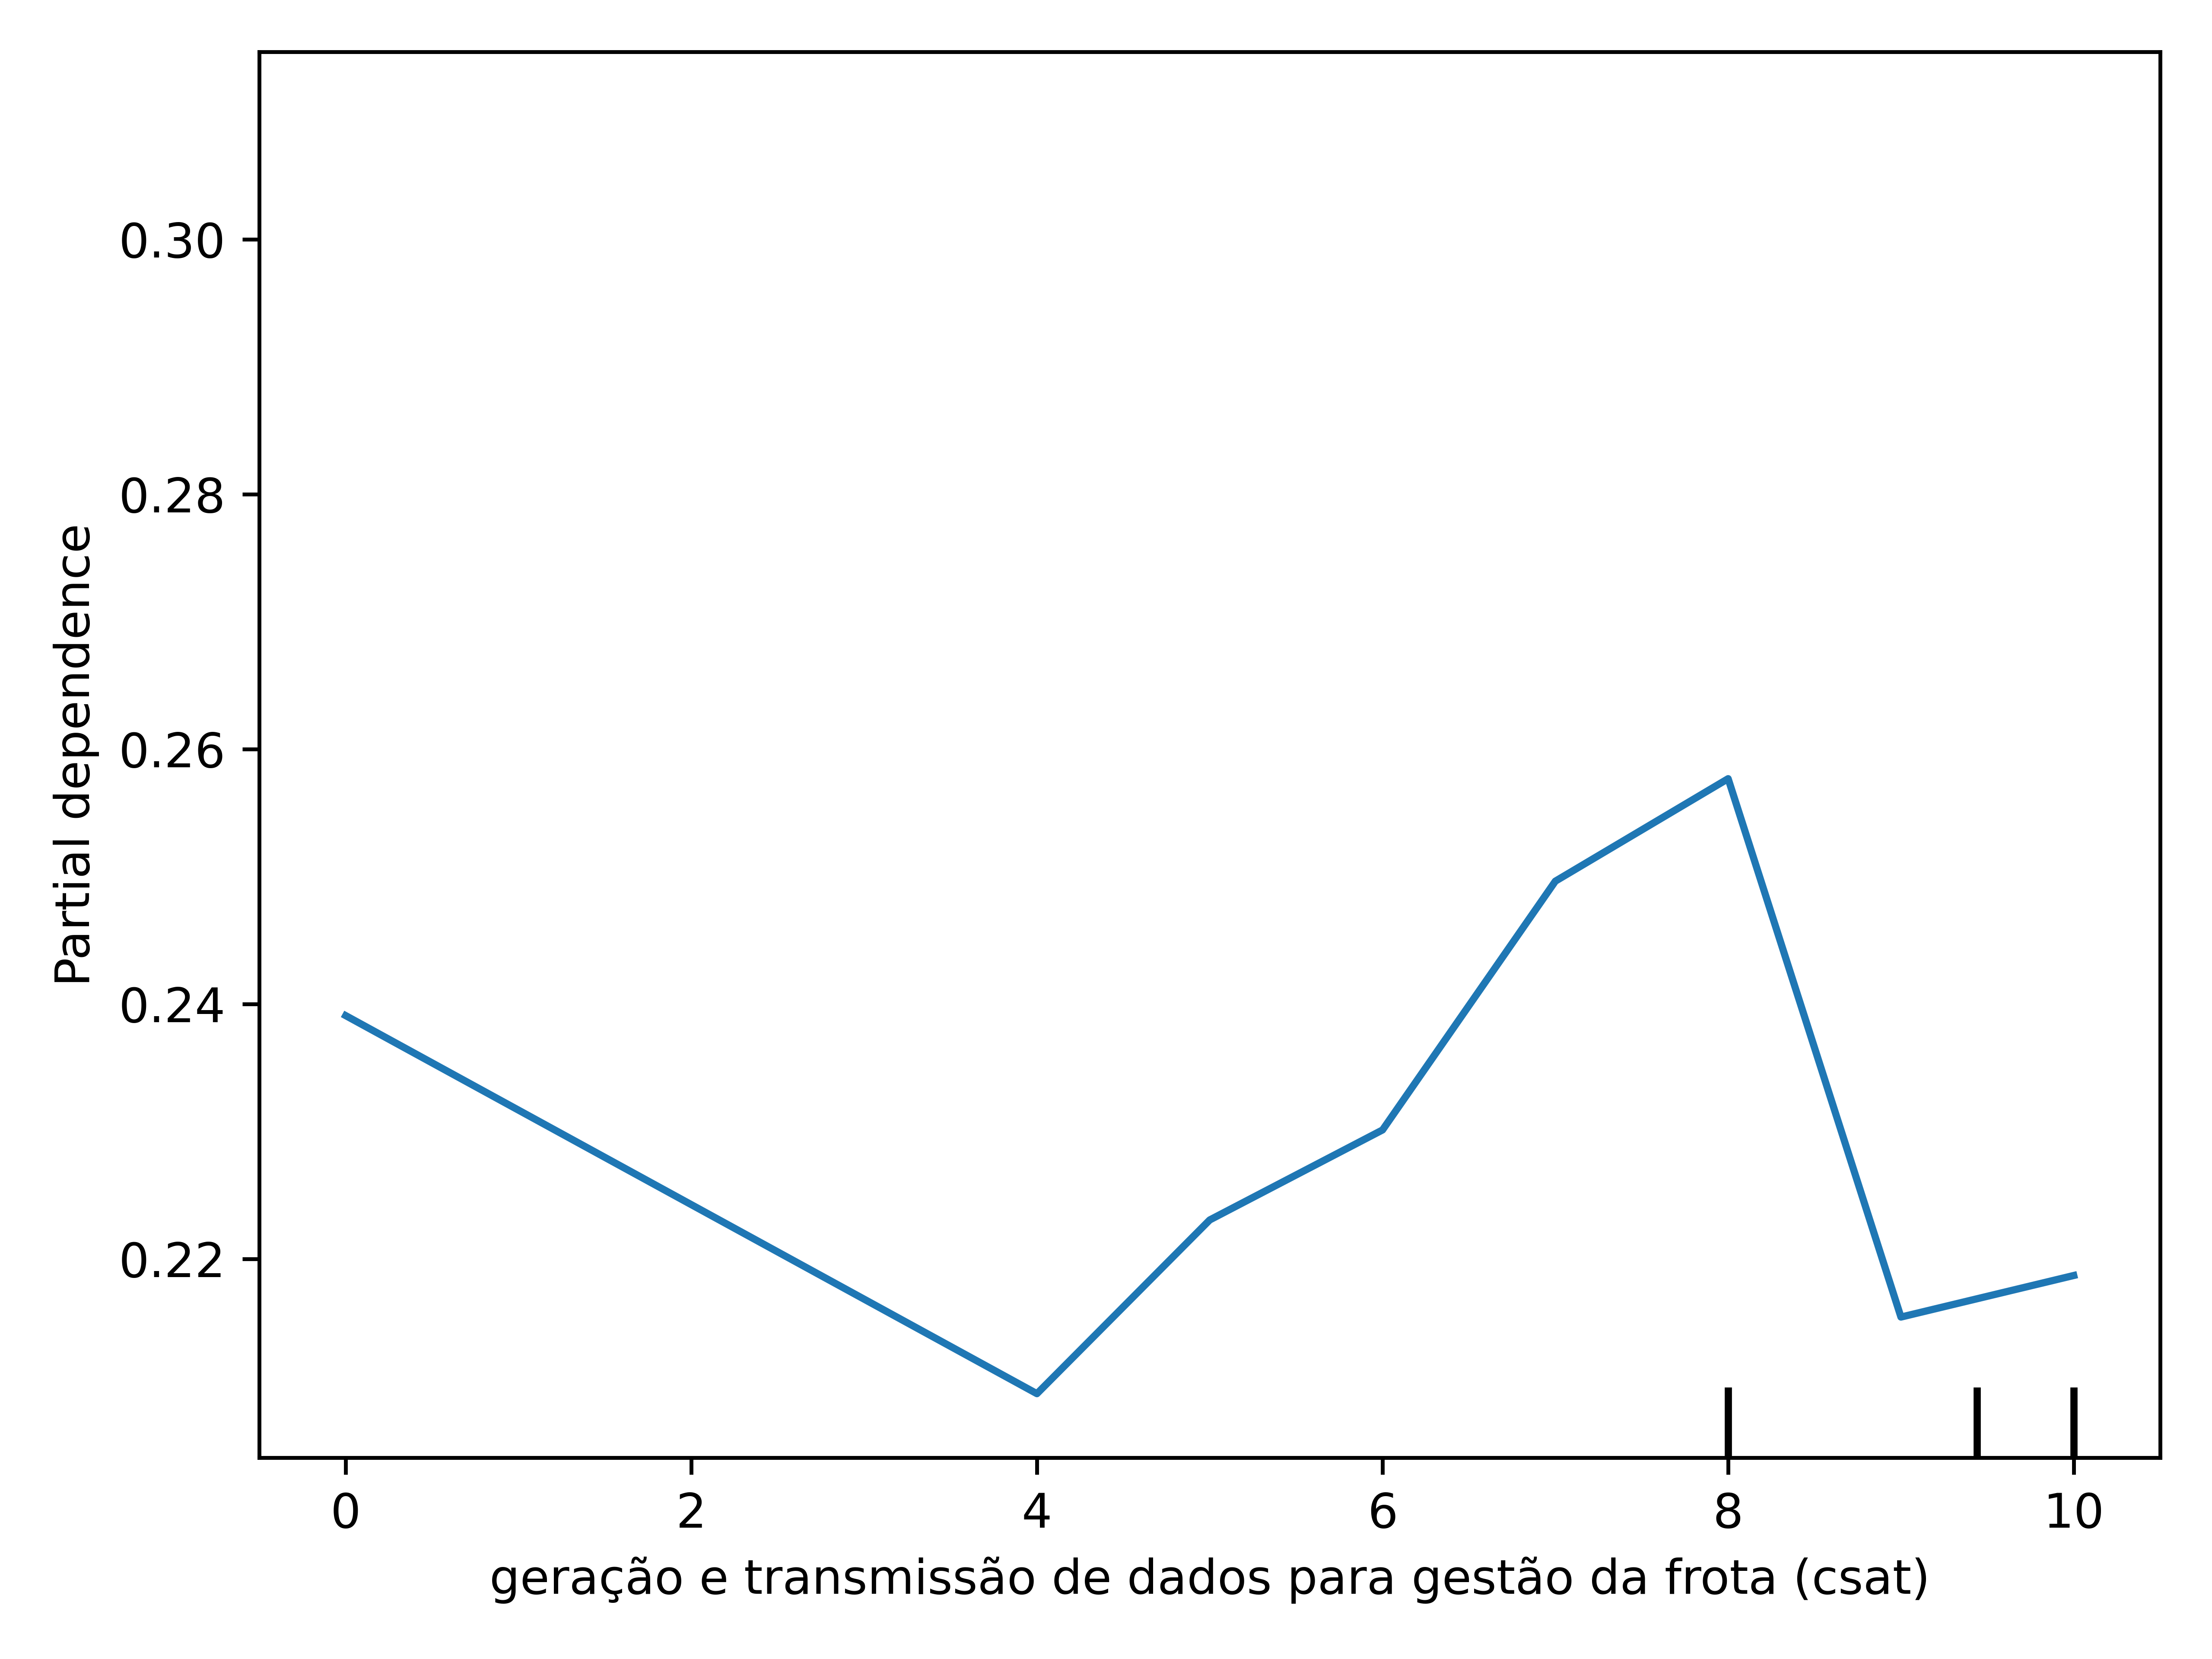 0.30
0.28
0.26
0.24
0.22
Partial dependence
0 2 4 6 8 10
geração e transmissão de dados para gestão da frota (csat)